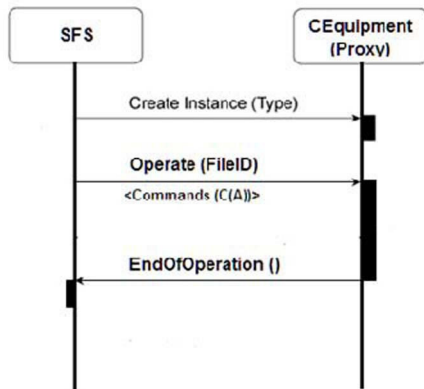 SFS
CEquipment
(Proxy)
Create Instance (Type)
Operate (FileID)
<Commands (C(A))>
EndOfOperation ()